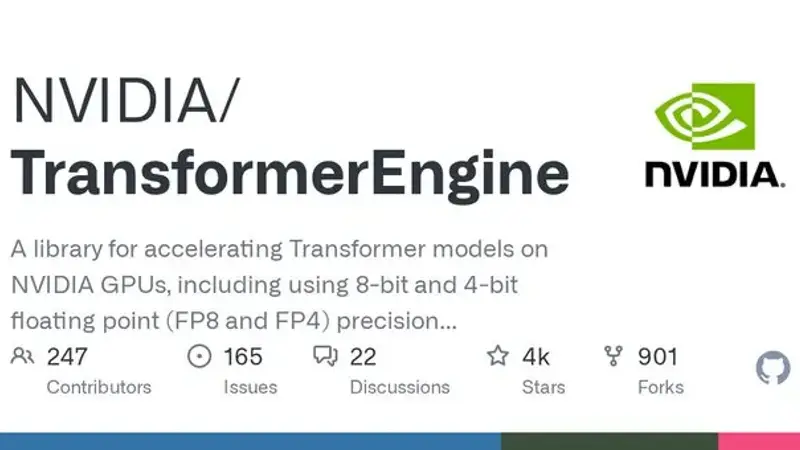 NVIDIA/
TransformerEngine
NVIDIA.
A library for accelerating Transformer models on
NVIDIA GPUs, including using 8-bit and 4-bit
floating point (FP8 and FP4) precision...
247 165 22 4k 901
Contributors Issues Discussions Stars Forks